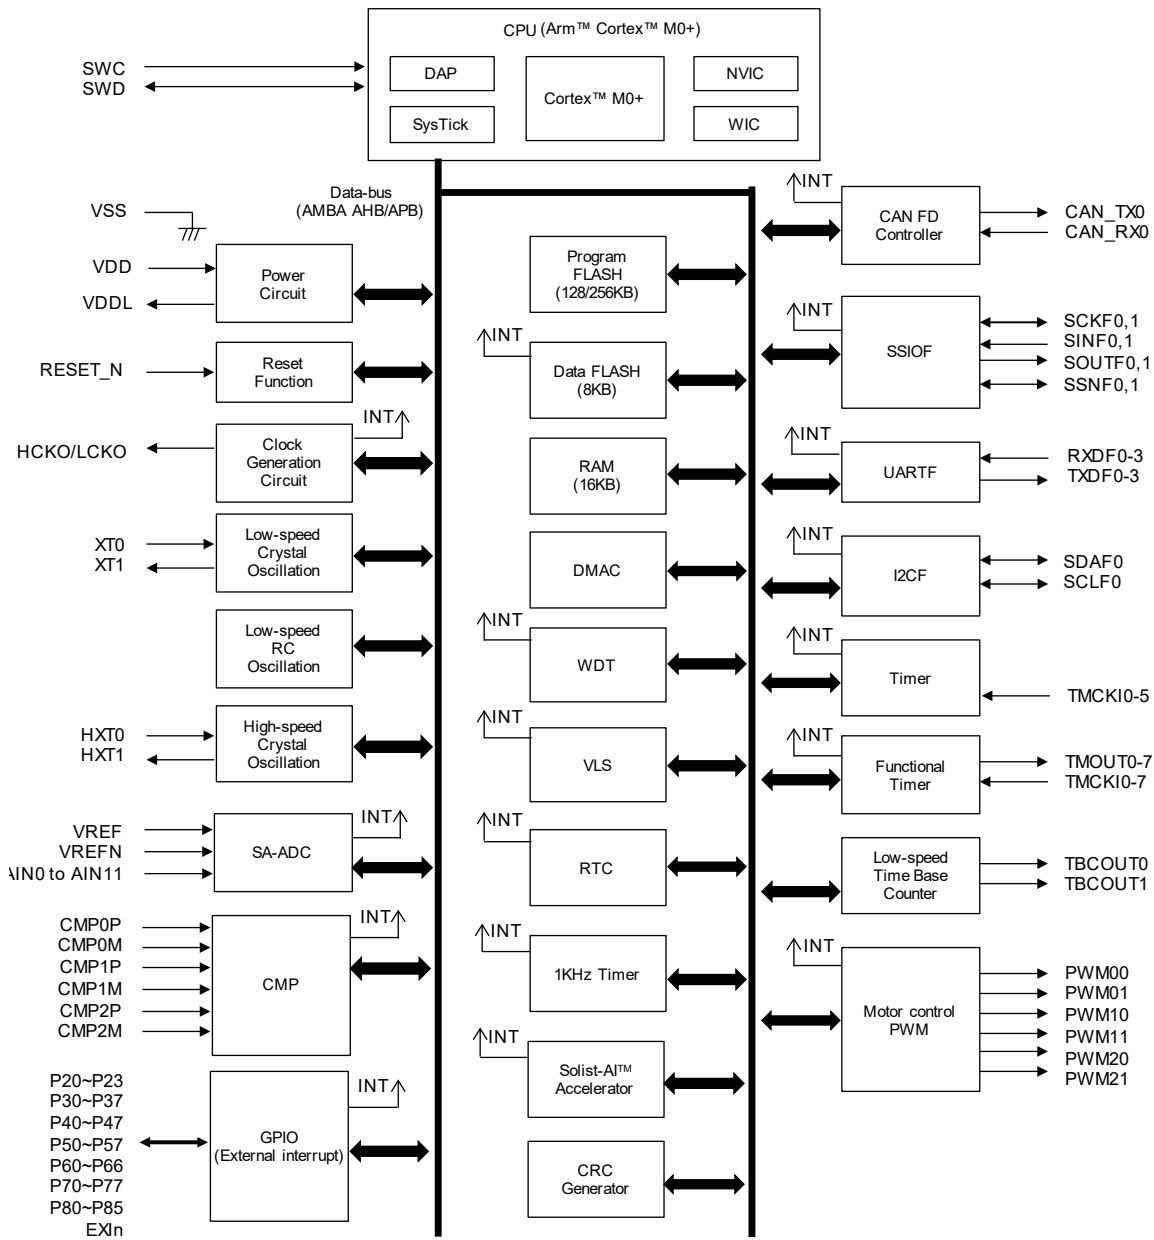 CPU (Arm™ Cortex™ M0+)
SWC
SWD
DAP
SysTick
Cortex™ M0+
NVIC
WIC
Data-bus
(AMBA AHB/APB)
VSS
VDD
VDDL
Power
Circuit
RESET_N
Reset
Function
HCKO/LCKO
INT
Clock
Generation
Circuit
XT0
XT1
Low-speed
Crystal
Oscillation
Low-speed
RC
Oscillation
HXT0
HXT1
High-speed
Crystal
Oscillation
VREF
VREFN
AIN0 to AIN11
SA-ADC
INT
CMP0P
CMP0M
CMP1P
CMP1M
CMP2P
CMP2M
CMP
INT
P20~P23
P30~P37
P40~P47
P50~P57
P60~P66
P70~P77
P80~P85
EXIn
GPIO
(External interrupt)
INT
Program
FLASH
(128/256KB)
INT
Data FLASH
(8KB)
RAM
(16KB)
DMAC
INT
WDT
INT
VLS
INT
RTC
INT
1KHz Timer
INT
Solist-AI™
Accelerator
CRC
Generator
INT
CAN FD
Controller
CAN_TX0
CAN_RX0
INT
SSIOF
SCKF0,1
SINF0,1
SOUTF0,1
SSNF0,1
INT
UARTF
RXDF0-3
TXDF0-3
INT
I2CF
SDAF0
SCLF0
INT
Timer
TMCKI0-5
INT
Functional
Timer
TMOUT0-7
TMCKI0-7
Low-speed
Time Base
Counter
TBCOUT0
TBCOUT1
INT
Motor control
PWM
PWM00
PWM01
PWM10
PWM11
PWM20
PWM21